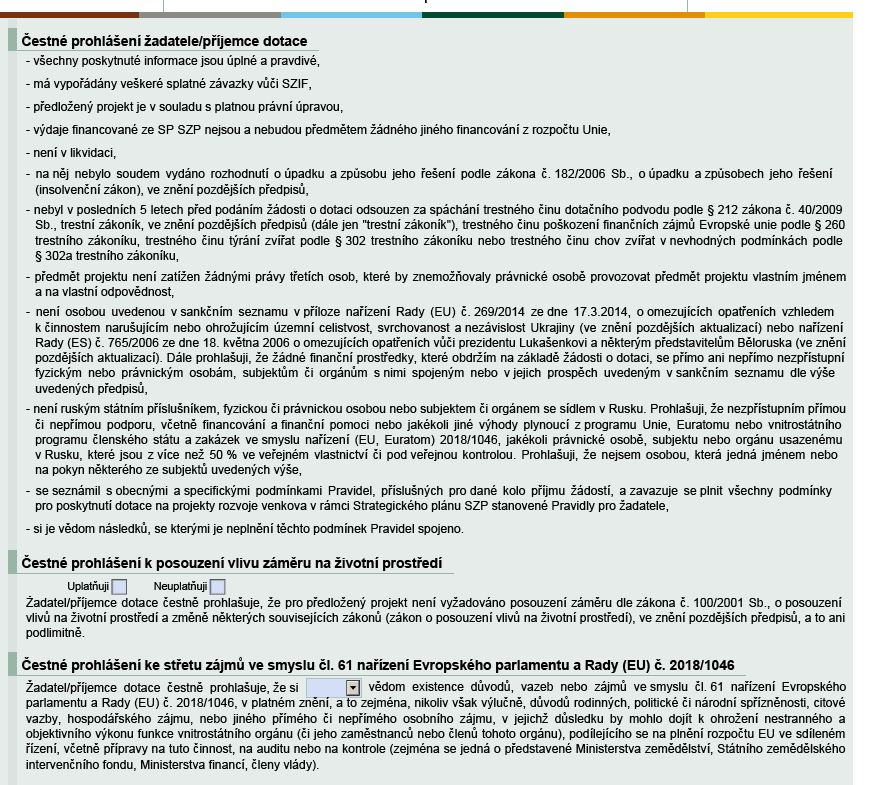 Čestné prohlášení žadatele/příjemce dotace
- všechny poskytnuté informace jsou úplné a pravdivé,
- má vypořádány veškeré splatné závazky vůči SZIF,
- předložený projekt je v souladu s platnou právní úpravou,
- výdaje financované ze SP SZP nejsou a nebudou předmětem žádného jiného financování z rozpočtu Unie,
- není v likvidaci,
- na něj nebylo soudem vydáno rozhodnutí o úpadku a způsobu jeho řešení podle zákona č. 182/2006 Sb., o úpadku a způsobech jeho řešení
(insolvenční zákon), ve znění pozdějších předpisů,
- nebyl v posledních 5 letech před podáním žádosti o dotaci odsouzen za spáchání trestného činu dotačního podvodu podle § 212 zákona č. 40/2009
Sb., trestní zákoník, ve znění pozdějších předpisů (dále jen "trestní zákoník"), trestného činu poškození finančních zájmů Evropské unie podle § 260
trestního zákoníku, trestného činu týrání zvířat podle § 302 trestního zákoníku nebo trestného činu chov zvířat v nevhodných podmínkách podle
§ 302a trestního zákoníku,
- předmět projektu není zatížen žádnými právy třetích osob, které by znemožňovaly právnické osobě provozovat předmět projektu vlastním jménem
a na vlastní odpovědnost,
- není osobou uvedenou v sankčním seznamu v příloze nařízení Rady (EU) č. 269/2014 ze dne 17.3.2014, o omezujících opatřeních vzhledem
k činnostem narušujícím nebo ohrožujícím územní celistvost, svrchovanost a nezávislost Ukrajiny (ve znění pozdějších aktualizací) nebo nařízení
Rady (ES) č. 765/2006 ze dne 18. května 2006 o omezujících opatřeních vůči prezidentu Lukašenkovi a některým představitelům Běloruska (ve znění
pozdějších aktualizací). Dále prohlašuji, že žádné finanční prostředky, které obdržím na základě žádosti o dotaci, se přímo ani nepřímo nezpřístupní
fyzickým nebo právnickým osobám, subjektům či orgánům s nimi spojeným nebo v jejich prospěch uvedeným v sankčním seznamu dle výše
uvedených předpisů,
- není ruským státním příslušníkem, fyzickou či právnickou osobou nebo subjektem či orgánem se sídlem v Rusku. Prohlašuji, že nezpřístupním přímou
či nepřímou podporu, včetně financování a finanční pomoci nebo jakékoli jiné výhody plynoucí z programu Unie, Euratomu nebo vnitrostátního
programu členského státu a zakázek ve smyslu nařízení (EU, Euratom) 2018/1046, jakékoli právnické osobě, subjektu nebo orgánu usazenému
v Rusku, které jsou z více než 50 % ve veřejném vlastnictví či pod veřejnou kontrolou. Prohlašuji, že nejsem osobou, která jedná jménem nebo
na pokyn některého ze subjektů uvedených výše,
- se seznámil s obecnými a specifickými podmínkami Pravidel, příslušných pro dané kolo příjmu žádostí, a zavazuje se plnit všechny podmínky
pro poskytnutí dotace na projekty rozvoje venkova v rámci Strategického plánu SZP stanovené Pravidly pro žadatele,
- si je vědom následků, se kterými je neplnění těchto podmínek Pravidel spojeno.
Čestné prohlášení k posouzení vlivu záměru na životní prostředí
Uplatňuji Neuplatňuji
Žadatel/příjemce dotace čestně prohlašuje, že pro předložený projekt není vyžadováno posouzení záměru dle zákona č. 100/2001 Sb., o posouzení
vlivů na životní prostředí a změně některých souvisejících zákonů (zákon o posouzení vlivů na životní prostředí), ve znění pozdějších předpisů, a to ani
podlimitně.
Čestné prohlášení ke střetu zájmů ve smyslu čl. 61 nařízení Evropského parlamentu a Rady (EU) č. 2018/1046
Žadatel/příjemce dotace čestně prohlašuje, že si vědom existence důvodů, vazeb nebo zájmů ve smyslu čl. 61 nařízení Evropského
parlamentu a Rady (EU) č. 2018/1046, v platném znění, a to zejména, nikoliv však výlučně, důvodů rodinných, politické či národní spřízněnosti, citové
vazby, hospodářského zájmu, nebo jiného přímého či nepřímého osobního zájmu, v jejichž důsledku by mohlo dojít k ohrožení nestranného a
objektivního výkonu funkce vnitrostátního orgánu (či jeho zaměstnanců nebo členů tohoto orgánu), podílejícího se na plnění rozpočtu EU ve sdíleném
řízení, včetně přípravy na tuto činnost, na auditu nebo na kontrole (zejména se jedná o představené Ministerstva zemědělství, Státního zemědělského
intervenčního fondu, Ministerstva financí, členy vlády).